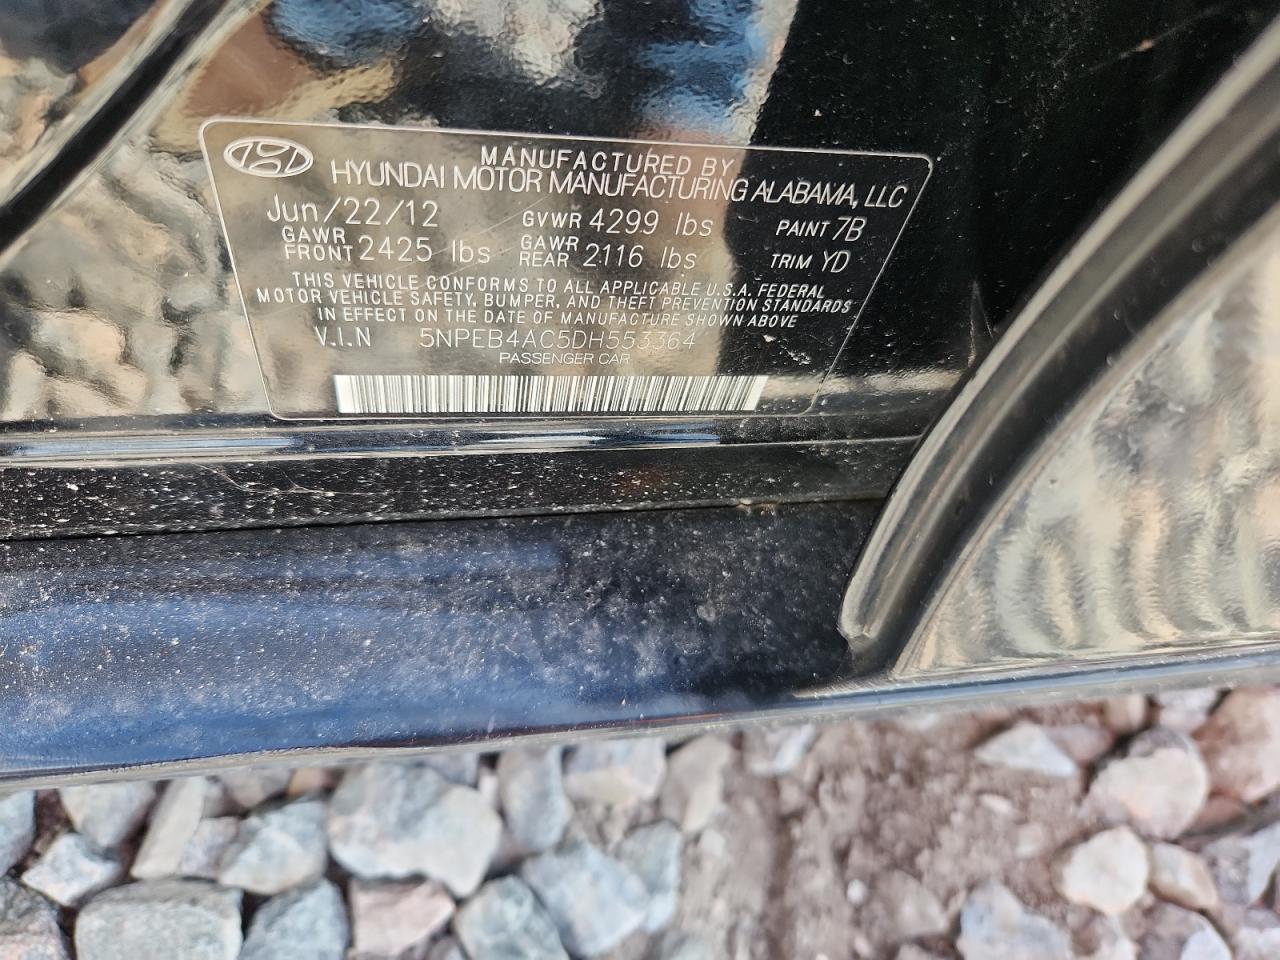 MANUFACTURED BY
HYUNDAI MOTOR MANUFACTURING ALABAMA, LLC
Jun/22/12 GVWR 4299 lbs PAINT 7B
GAWR FRONT 2425 lbs GAWR REAR 2116 lbs TRIM YD
THIS VEHICLE CONFORMS TO ALL APPLICABLE U.S.A. FEDERAL
MOTOR VEHICLE SAFETY, BUMPER, AND THEFT PREVENTION STANDARDS
IN EFFECT ON THE DATE OF MANUFACTURE SHOWN ABOVE
V.I.N 5NPEB4AC5DH553364
PASSENGER CAR